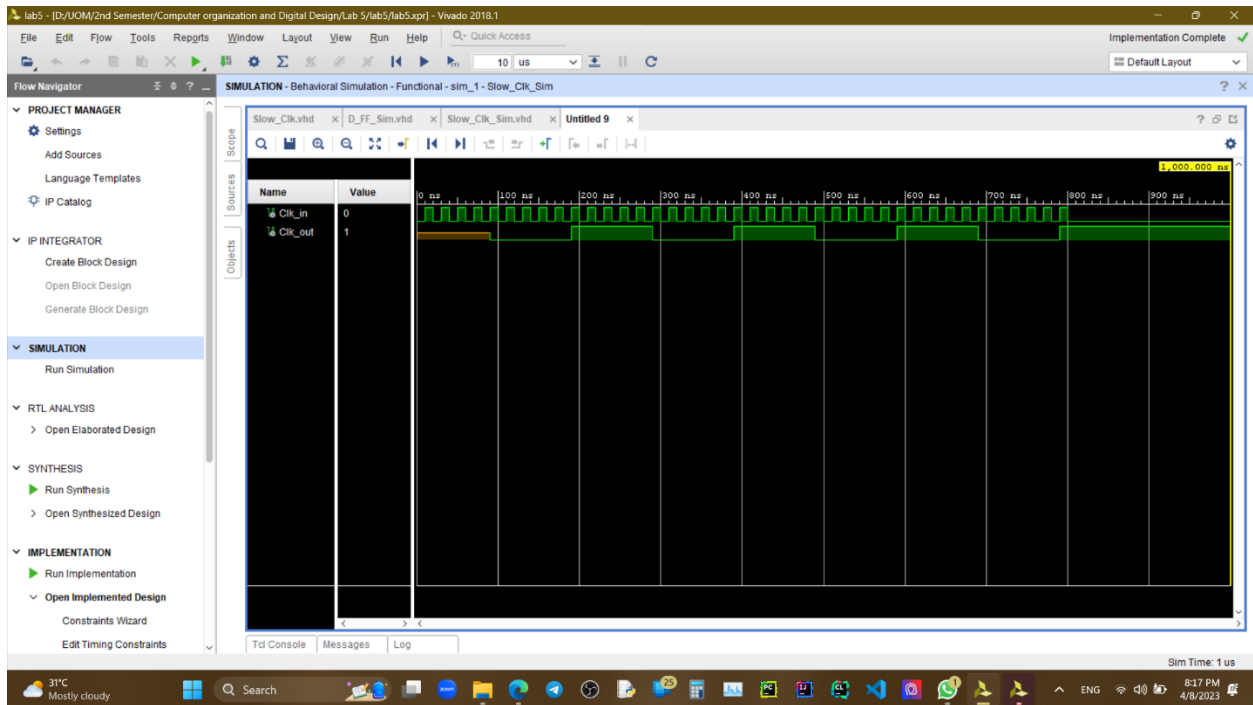 lab5 - [D:/UOM/2nd Semester/Computer organization and Digital Design/Lab 5/lab5/lab5.xpr] - Vivado 2018.1
File Edit Flow Tools Reports Window Layout View Run Help Quick Access Implementation Complete
10 us Default Layout
Flow Navigator SIMULATION - Behavioral Simulation - Functional - sim_1 - Slow_Clk_Sim
PROJECT MANAGER
Settings
Add Sources
Language Templates
IP Catalog
IP INTEGRATOR
Create Block Design
Open Block Design
Generate Block Design
SIMULATION
Run Simulation
RTL ANALYSIS
Open Elaborated Design
SYNTHESIS
Run Synthesis
Open Synthesized Design
IMPLEMENTATION
Run Implementation
Open Implemented Design
Constraints Wizard
Edit Timing Constraints
Scope
Sources
Objects
Slow_Clk.vhd D_FF_Sim.vhd Slow_Clk_Sim.vhd Untitled 9
1,000.000 ns
Name Value 0 ns 100 ns 200 ns 300 ns 400 ns 500 ns 600 ns 700 ns 800 ns 900 ns
Clk_in 0
Clk_out 1
Tcl Console Messages Log
Sim Time: 1 us
31°C
Mostly cloudy
Search
zoom
25
PC
IJ
CL
1
ENG
8:17 PM
4/8/2023